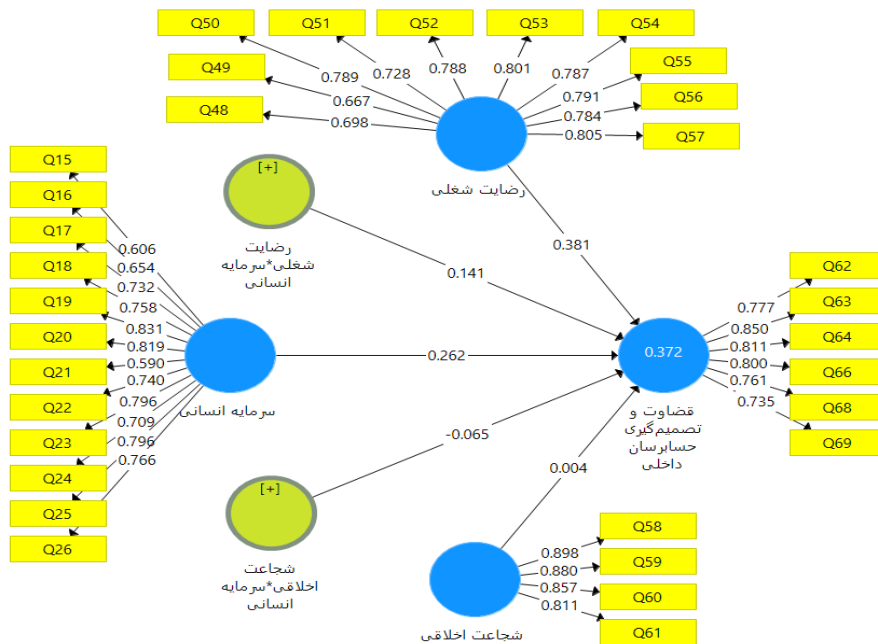 Q50
Q51
Q52
Q53
Q54
Q49
Q55
Q48
Q56
Q57
0.789
0.728
0.788
0.801
0.787
0.667
0.791
0.698
0.784
0.805
رضایت شغلی
Q15
Q16
Q17
Q18
Q19
Q20
Q21
Q22
Q23
Q24
Q25
Q26
0.606
0.654
0.732
0.758
0.831
0.819
0.590
0.740
0.796
0.709
0.796
0.766
سرمایه انسانی
[+]
رضایت
شغلی*سرمایه
انسانی
0.381
0.141
0.262
-0.065
0.004
0.372
قضاوت و
تصمیم‌گیری
حسابرسان
داخلی
0.777
0.850
0.811
0.800
0.761
0.735
Q62
Q63
Q64
Q66
Q68
Q69
[+]
شجاعت
اخلاقی*سرمایه
انسانی
شجاعت اخلاقی
0.898
0.880
0.857
0.811
Q58
Q59
Q60
Q61